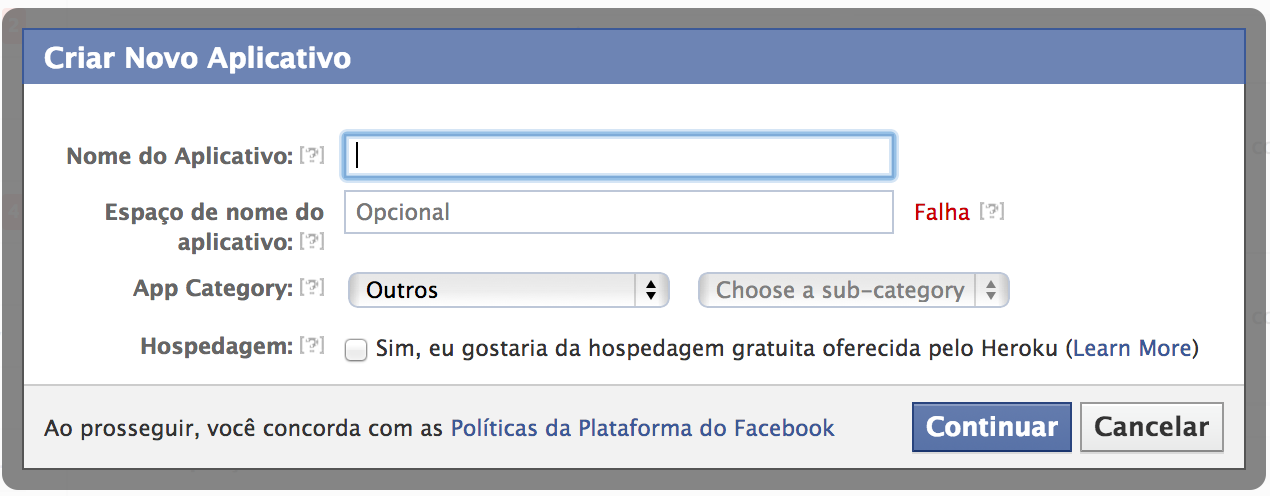 Criar Novo Aplicativo
Nome do Aplicativo: [?]
Espaço de nome do
aplicativo: [?]
Opcional
Falha [?]
App Category: [?]
Outros
Choose a sub-category
Hospedagem: [?]
Sim, eu gostaria da hospedagem gratuita oferecida pelo Heroku (Learn More)
Ao prosseguir, você concorda com as Políticas da Plataforma do Facebook
Continuar
Cancelar